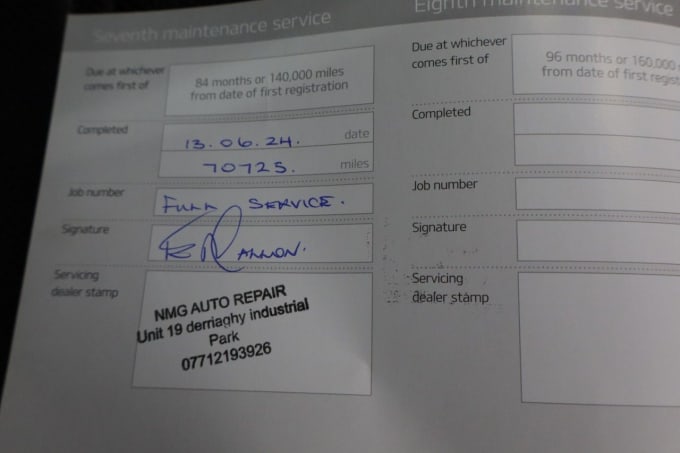 Seventh maintenance service
Due at whichever
comes first of
84 months or 140,000 miles
from date of first registration
Completed
13.06.24. date
70725. miles
Job number
FULL SERVICE.
Signature
Servicing
dealer stamp
NMG AUTO REPAIR
Unit 19 derriaghy industrial
Park
07712193926
Eighth maintenance service
Due at whichever
comes first of
96 months or 160,000
from date of first regist
Completed
Job number
Signature
Servicing
dealer stamp